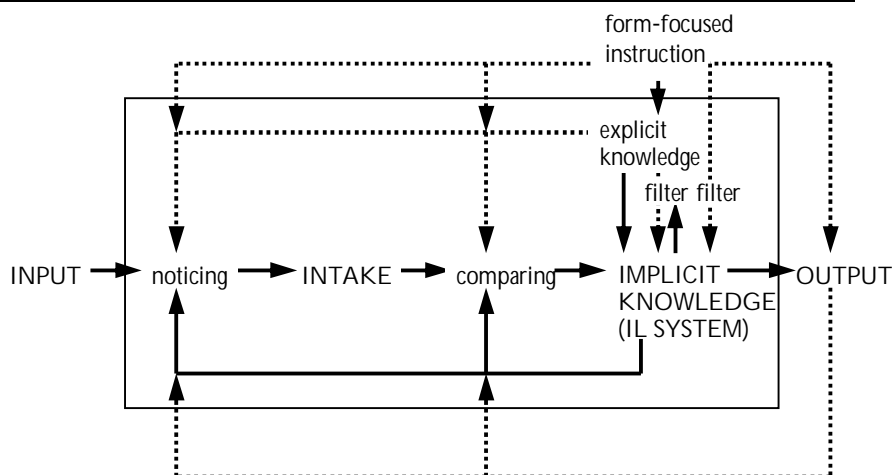 form-focused
instruction
explicit
knowledge
filter filter
INPUT noticing INTAKE comparing IMPLICIT OUTPUT
KNOWLEDGE
(IL SYSTEM)